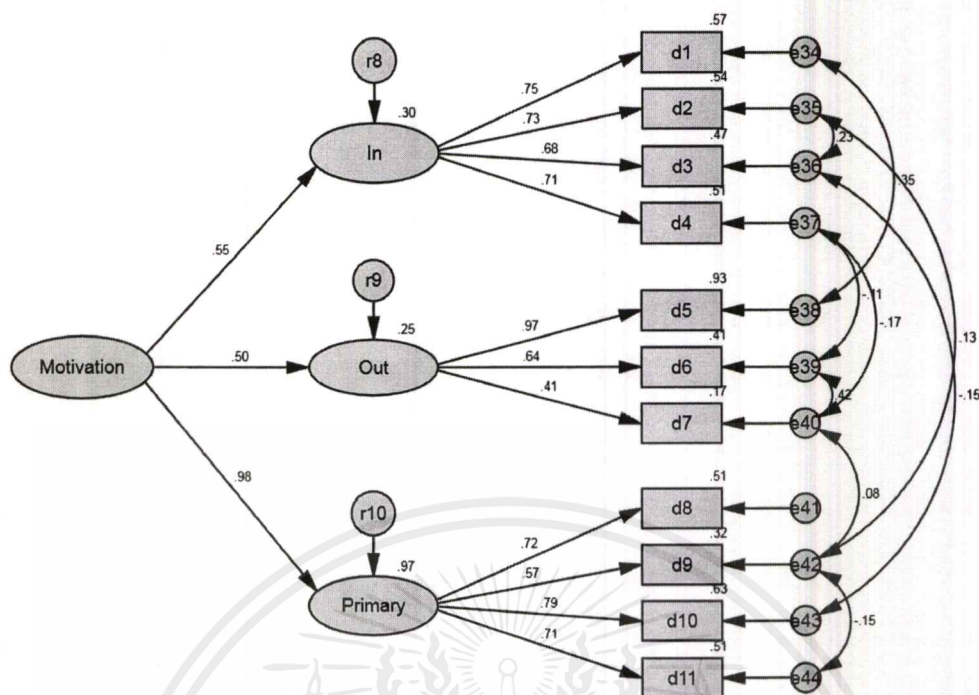 .57
r8
d1
e34
.54
.75
.30
d2
e35
.73
.47
.23
In
.68
d3
e36
.71
.51
.35
d4
e37
.55
r9
.93
-.11
.25
.97
d5
e38
-.17
.41
.13
Motivation
.50
Out
.64
d6
e39
-.15
.41
.17
.42
d7
e40
.98
.51
.08
r10
d8
e41
.72
.32
.97
.57
d9
e42
.63
Primary
.79
d10
e43
-.15
.71
.51
d11
e44